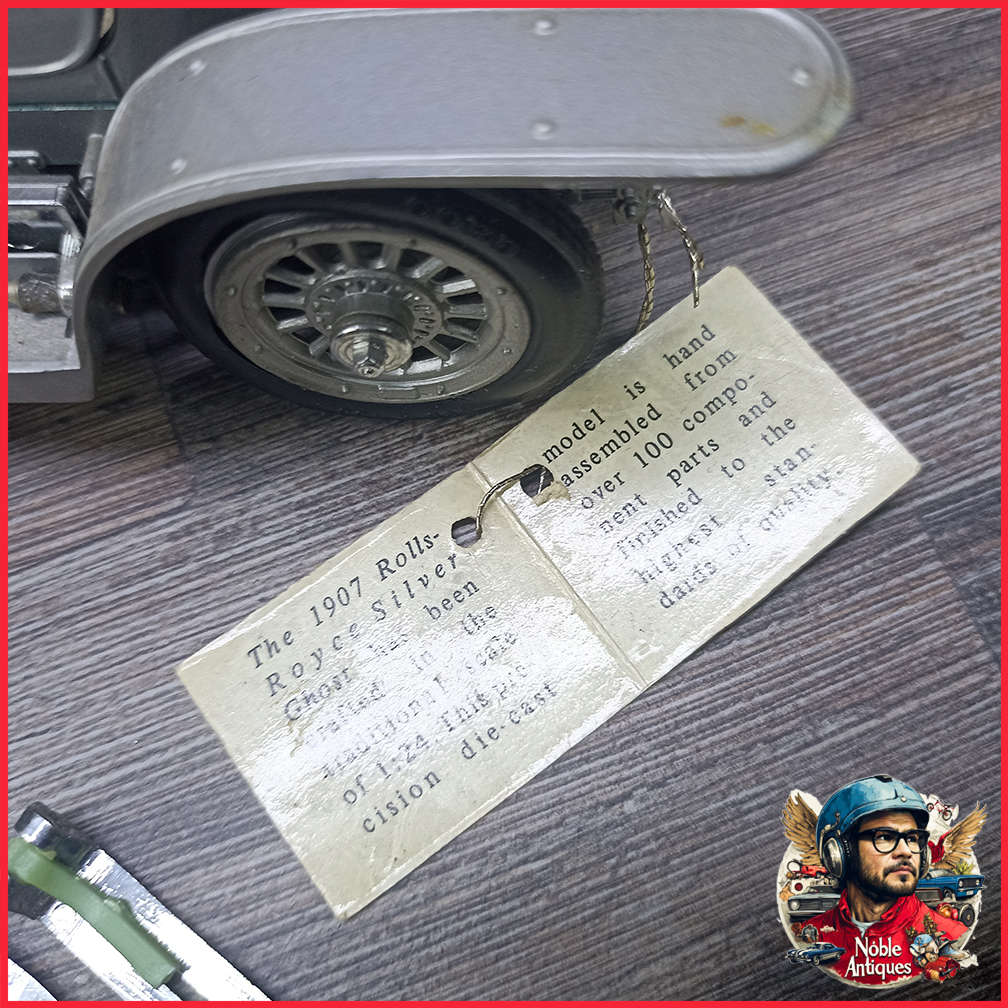 The 1907 Rolls-
Royce Silver
Ghost has been
crafted in the
traditional scale
of 1:24. This pre-
cision die-cast
model is hand
assembled from
over 100 compo-
nent parts and
finished to the
highest stan-
dards of quality.
Noble
Antiques